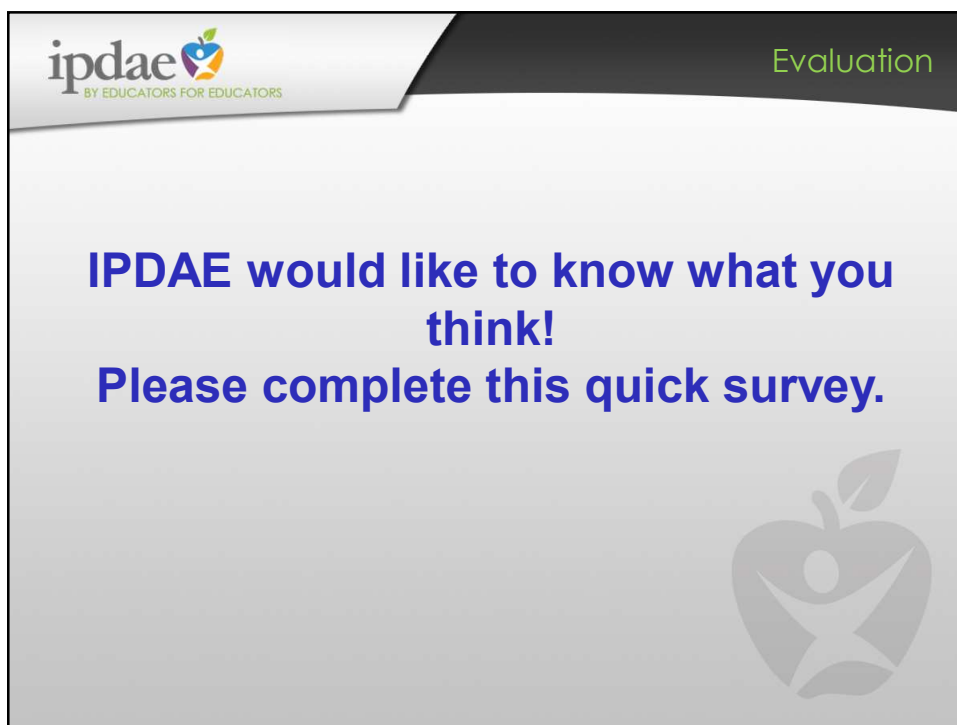 ipdae
BY EDUCATORS FOR EDUCATORS
Evaluation
IPDAE would like to know what you
think!
Please complete this quick survey.